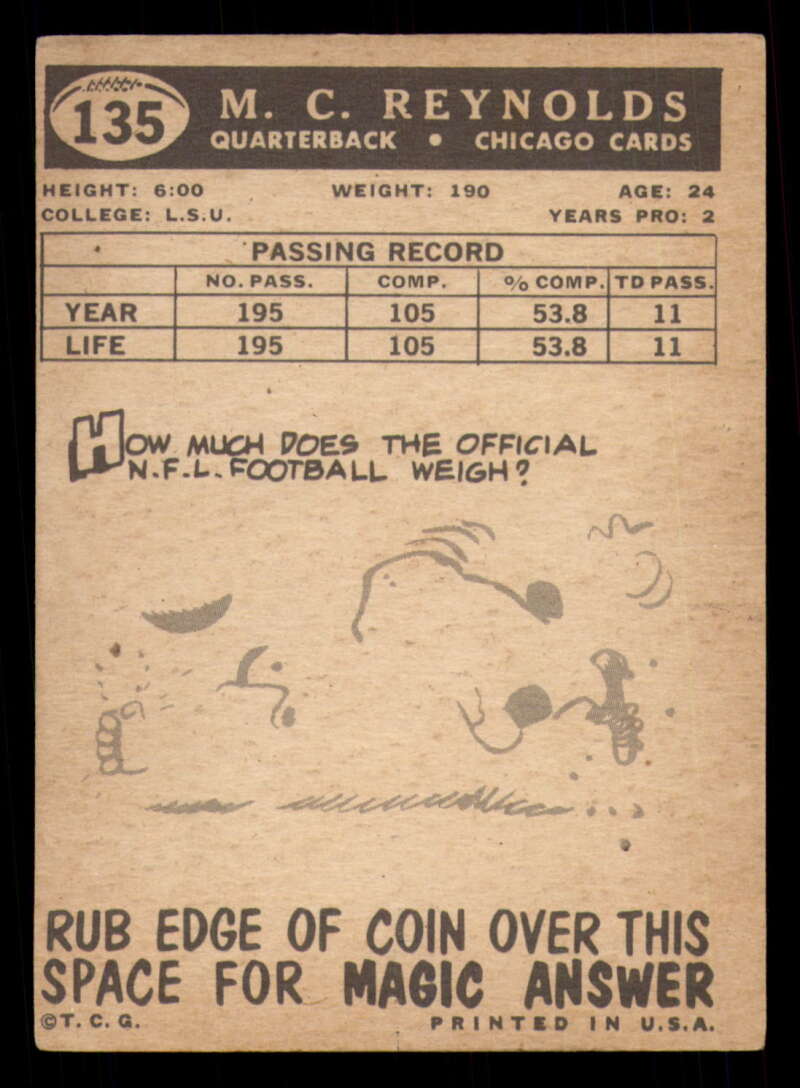 135
M. C. REYNOLDS
QUARTERBACK • CHICAGO CARDS
HEIGHT: 6:00 WEIGHT: 190 AGE: 24
COLLEGE: L.S.U. YEARS PRO: 2
PASSING RECORD
NO. PASS. COMP. % COMP. TD PASS.
YEAR 195 105 53.8 11
LIFE 195 105 53.8 11
HOW MUCH DOES THE OFFICIAL
N.F.L. FOOTBALL WEIGH?
RUB EDGE OF COIN OVER THIS
SPACE FOR MAGIC ANSWER
©T. C. G. PRINTED IN U.S.A.